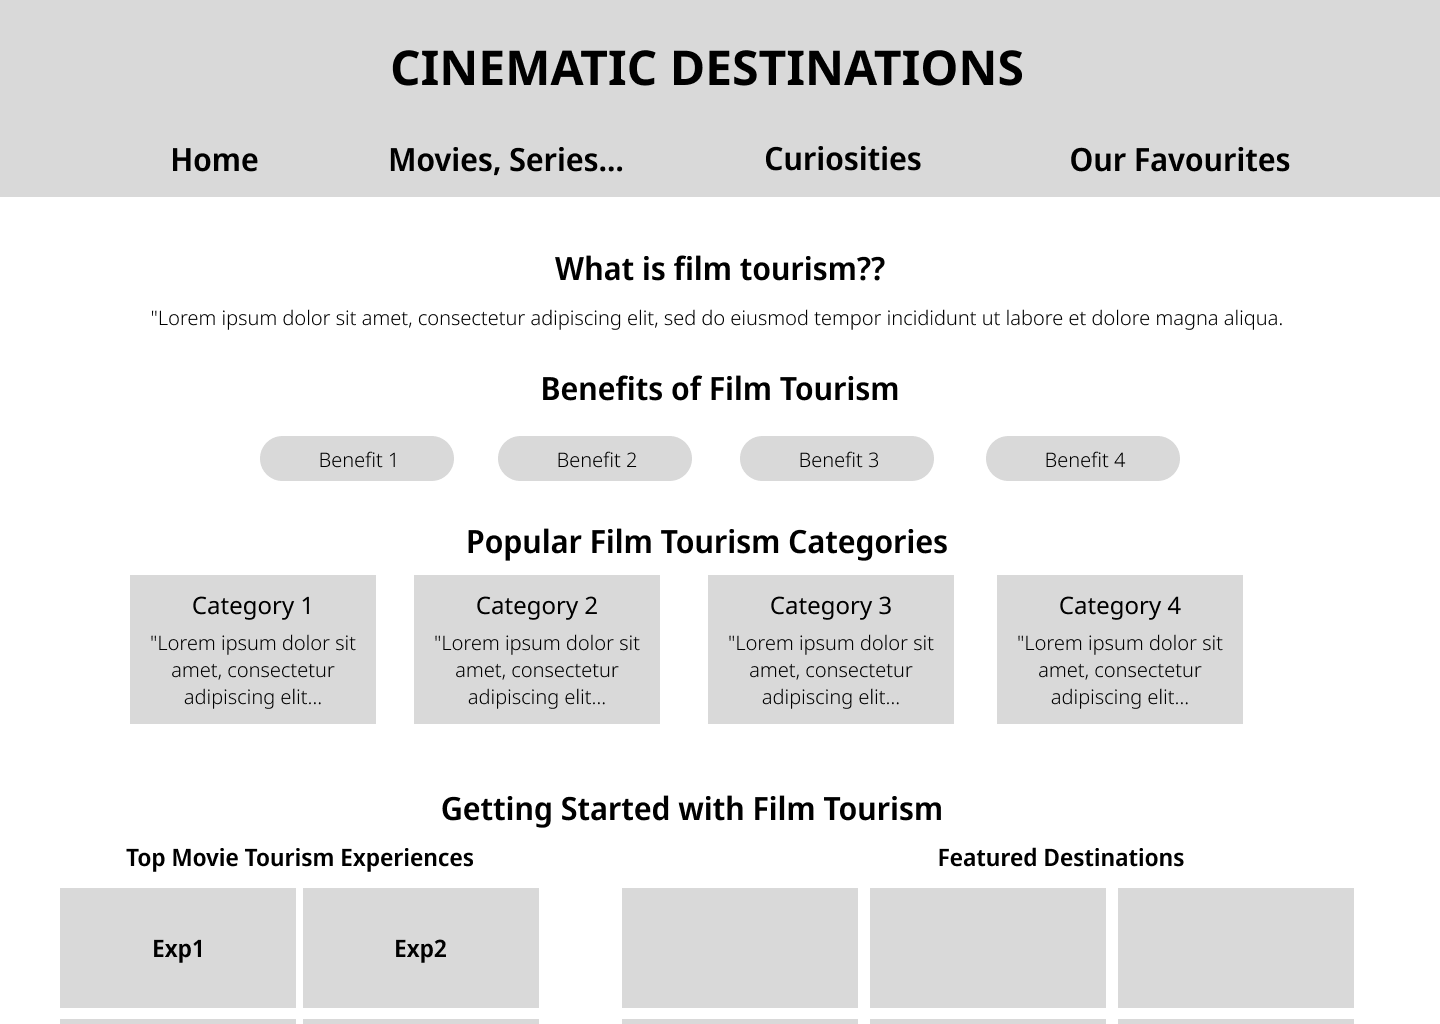 CINEMATIC DESTINATIONS
Home Movies, Series... Curiosities Our Favourites
What is film tourism??
"Lorem ipsum dolor sit amet, consectetur adipiscing elit, sed do eiusmod tempor incididunt ut labore et dolore magna aliqua.
Benefits of Film Tourism
Benefit 1 Benefit 2 Benefit 3 Benefit 4
Popular Film Tourism Categories
Category 1
"Lorem ipsum dolor sit
amet, consectetur
adipiscing elit...
Category 2
"Lorem ipsum dolor sit
amet, consectetur
adipiscing elit...
Category 3
"Lorem ipsum dolor sit
amet, consectetur
adipiscing elit...
Category 4
"Lorem ipsum dolor sit
amet, consectetur
adipiscing elit...
Getting Started with Film Tourism
Top Movie Tourism Experiences
Exp1 Exp2
Featured Destinations